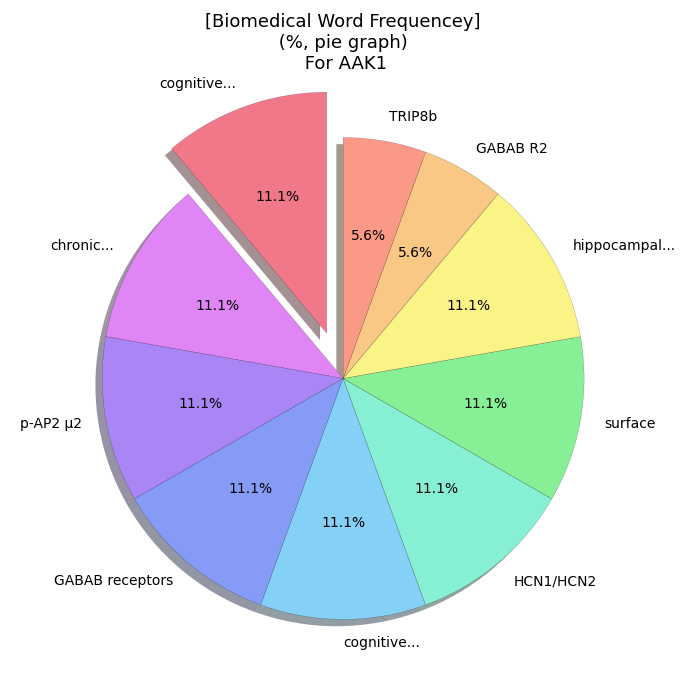 [Biomedical Word Frequencey]
(%, pie graph)
For AAK1
cognitive...
TRIP8b
GABAB R2
11.1%
5.6%
5.6%
chronic...
hippocampal...
11.1%
11.1%
11.1%
11.1%
p-AP2 μ2
surface
11.1%
11.1%
11.1%
GABAB receptors
HCN1/HCN2
cognitive...